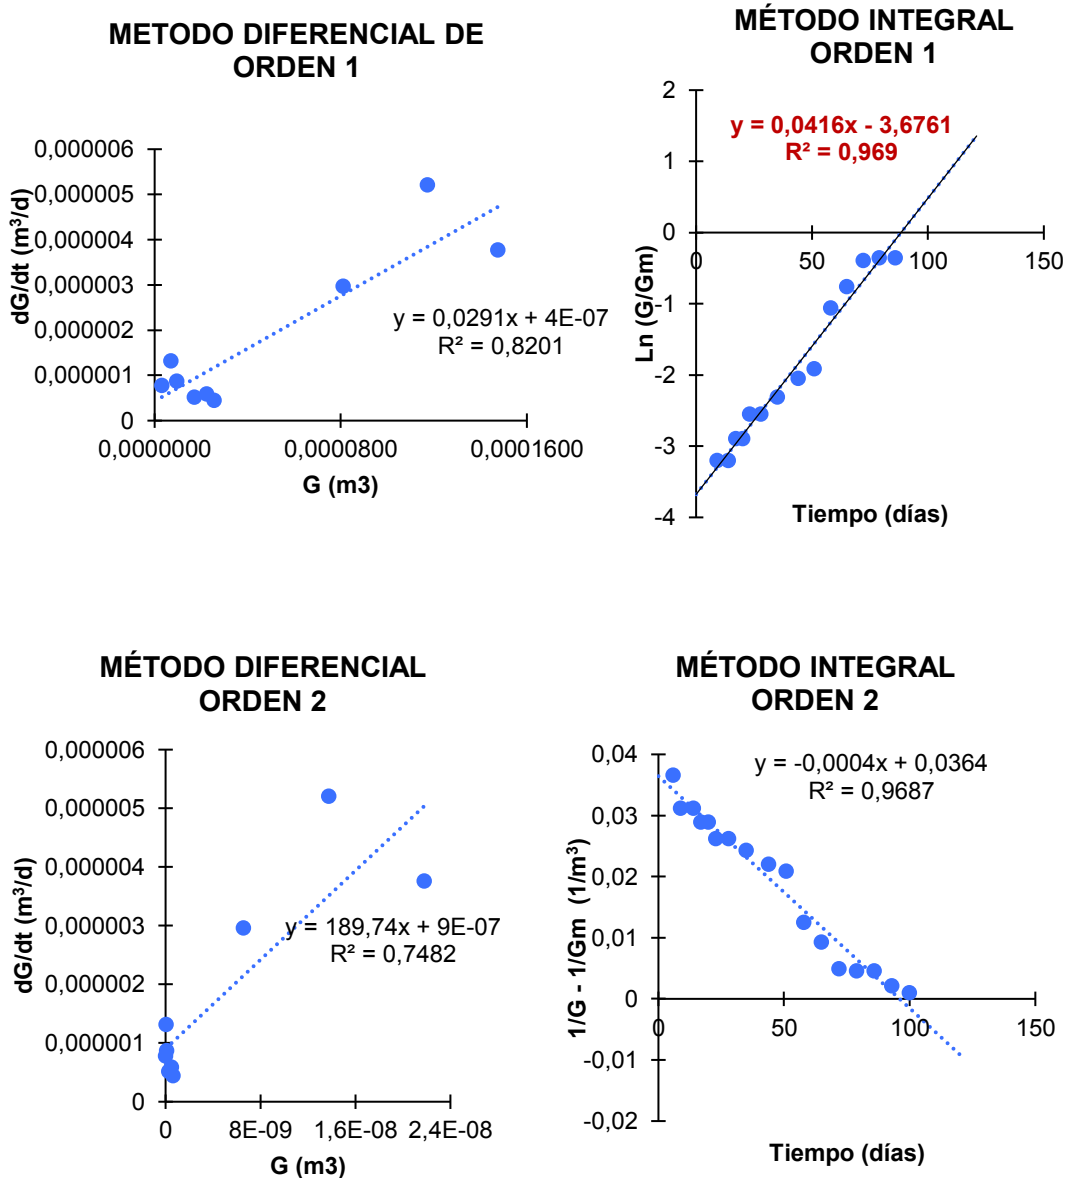 METODO DIFERENCIAL DE
ORDEN 1
0,000006
0,000005
0,000004
0,000003
0,000002
0,000001
0
dG/dt (m³/d)
y = 0,0291x + 4E-07
R² = 0,8201
0,0000000
0,0000800
0,0001600
G (m3)
MÉTODO INTEGRAL
ORDEN 1
2
1
0
-1
-2
-3
-4
Ln (G/Gm)
y = 0,0416x - 3,6761
R² = 0,969
0
50
100
150
Tiempo (días)
MÉTODO DIFERENCIAL
ORDEN 2
0,000006
0,000005
0,000004
0,000003
0,000002
0,000001
0
dG/dt (m³/d)
y = 189,74x + 9E-07
R² = 0,7482
0
8E-09
1,6E-08
2,4E-08
G (m3)
MÉTODO INTEGRAL
ORDEN 2
0,04
0,03
0,02
0,01
0
-0,01
-0,02
1/G - 1/Gm (1/m³)
y = -0,0004x + 0,0364
R² = 0,9687
0
50
100
150
Tiempo (días)